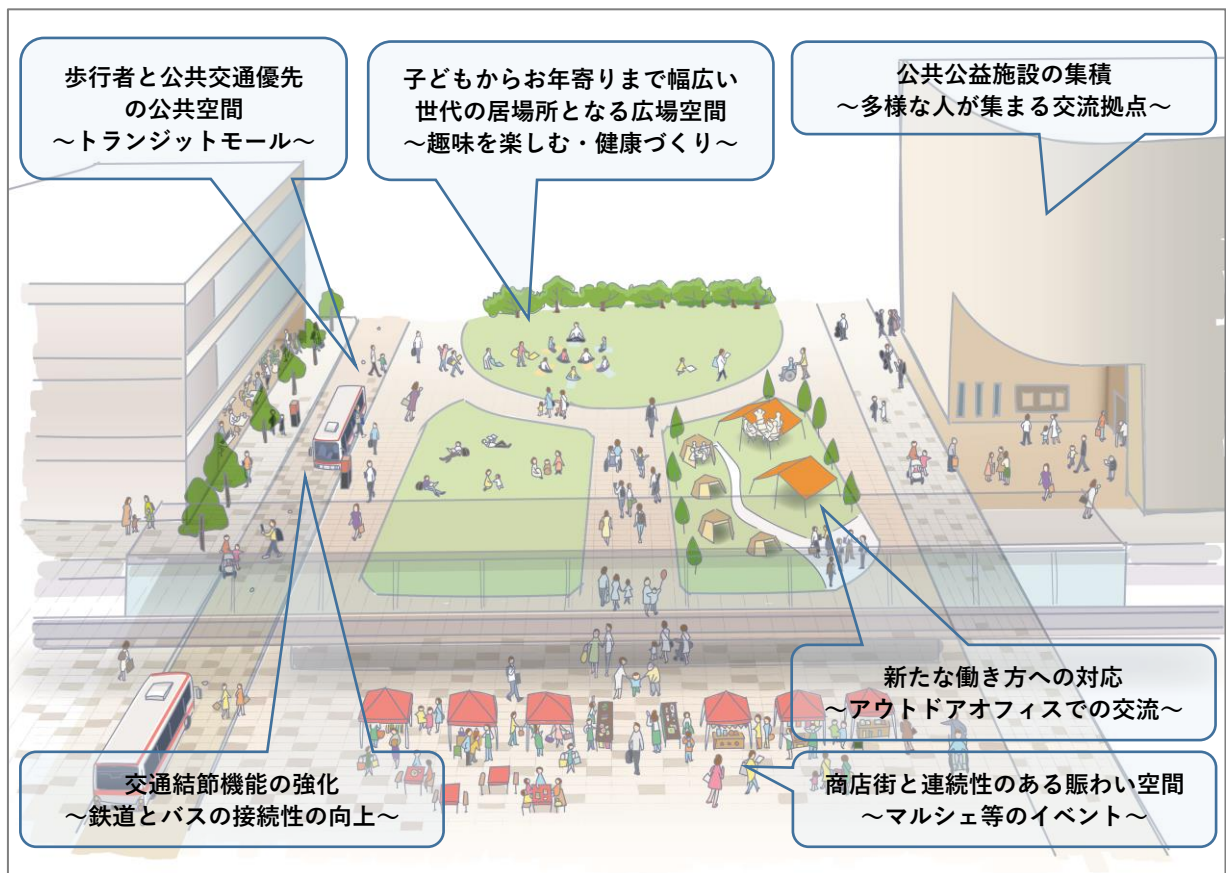 歩行者と公共交通優先
の公共空間
～トランジットモール～
子どもからお年寄りまで幅広い
世代の居場所となる広場空間
～趣味を楽しむ・健康づくり～
公共公益施設の集積
～多様な人が集まる交流拠点～
新たな働き方への対応
～アウトドアオフィスでの交流～
交通結節機能の強化
～鉄道とバスの接続性の向上～
商店街と連続性のある賑わい空間
～マルシェ等のイベント～